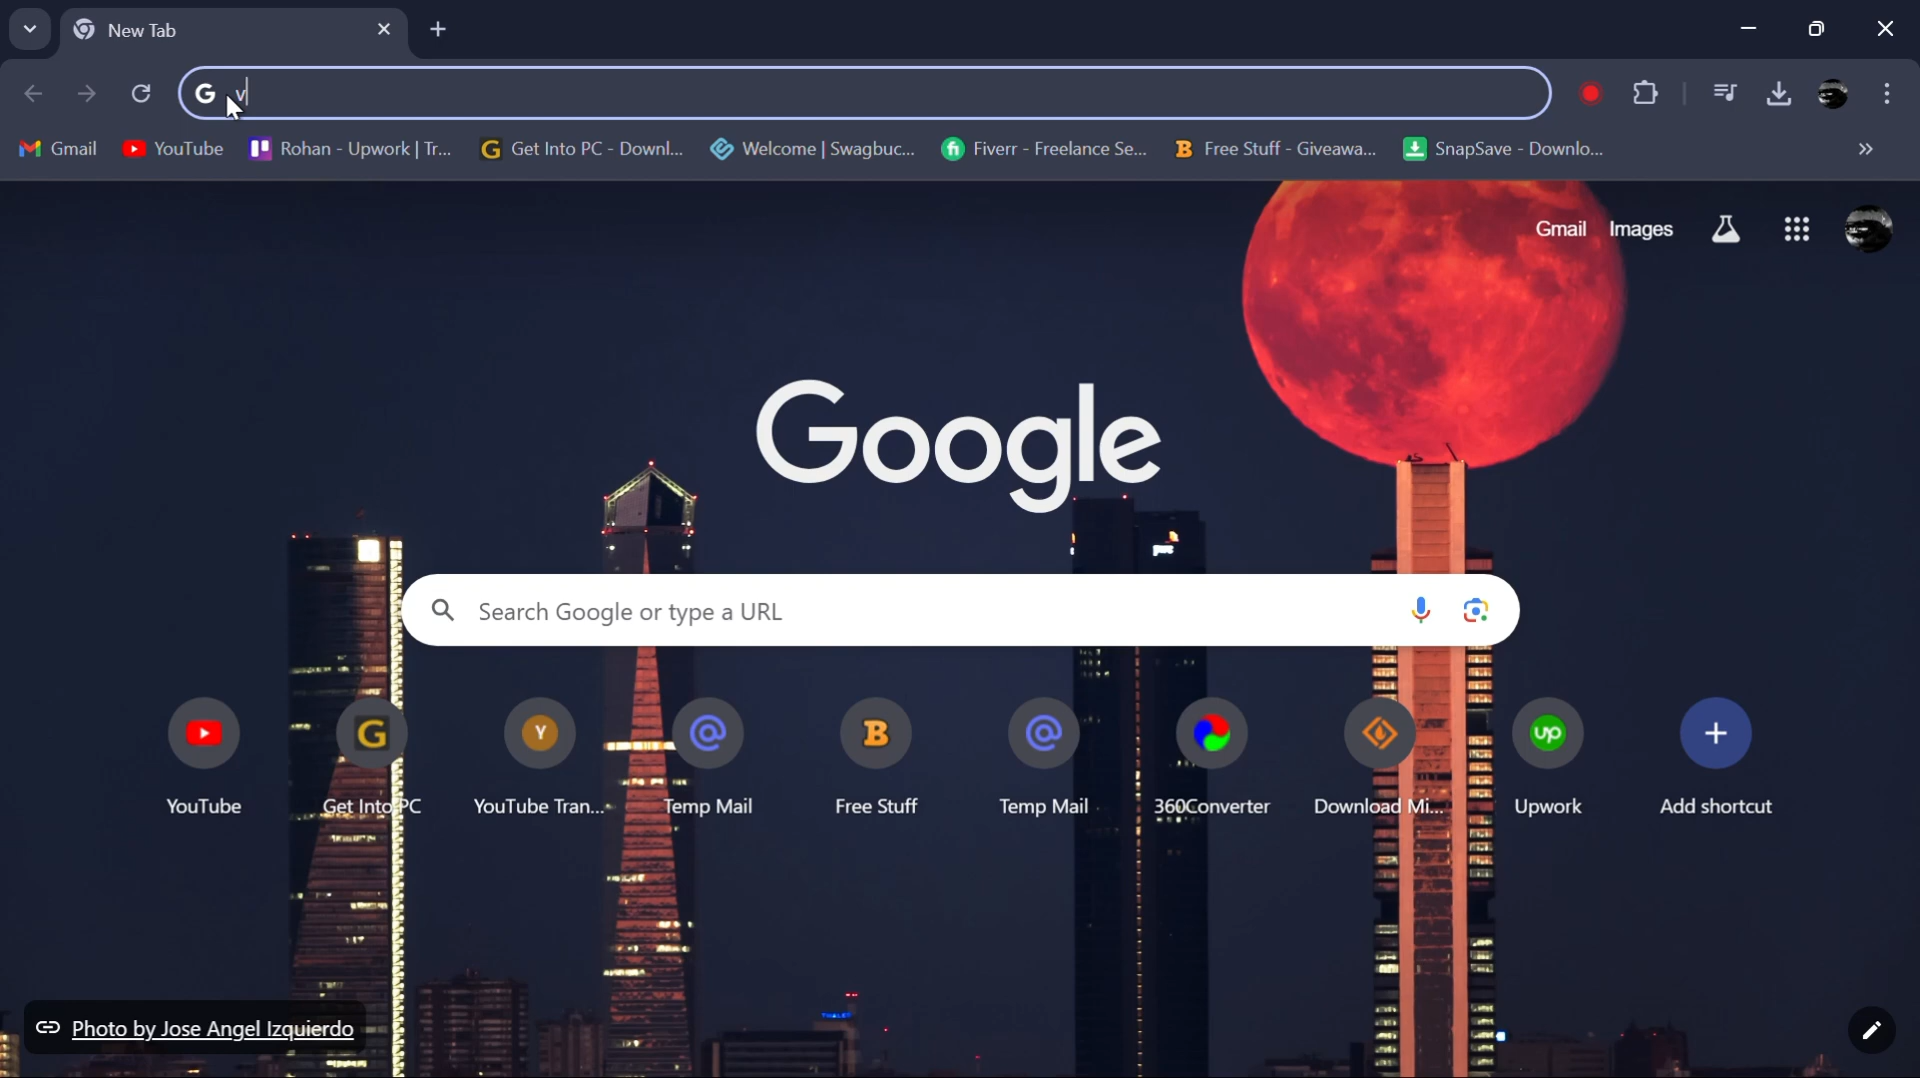 New Tab
v
Gmail
YouTube
Rohan - Upwork | Tr...
Get Into PC - Downl...
Welcome | Swagbuc...
Fiverr - Freelance Se...
Free Stuff - Giveawa...
SnapSave - Downlo...
Gmail
Images
Google
pwc
Search Google or type a URL
YouTube
Get Into PC
YouTube Tran...
Temp Mail
Free Stuff
Temp Mail
360Converter
Download Mi...
Upwork
Add shortcut
Photo by Jose Angel Izquierdo